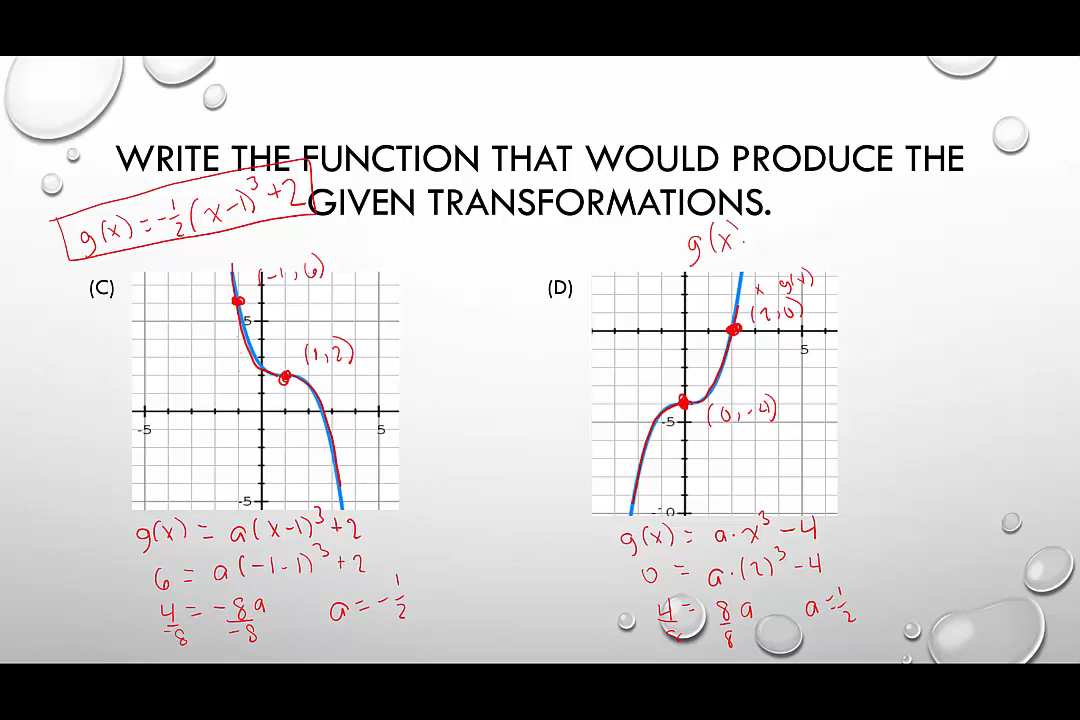 WRITE THE FUNCTION THAT WOULD PRODUCE THE
GIVEN TRANSFORMATIONS.
g(x) = -1/2 (x-1)³ + 2
g(x)
(C)
(-1, 6)
5
(1, 2)
-5
5
-5
g(x) = a(x-1)³ + 2
6 = a(-1-1)³ + 2
4/-8 = -8a/-8
a = -1/2
(D)
x g(x)
(2, 0)
5
(0, -4)
-5
g(x) = a·x³ - 4
0 = a·(2)³ - 4
4/8 = 8a/8
a = 1/2